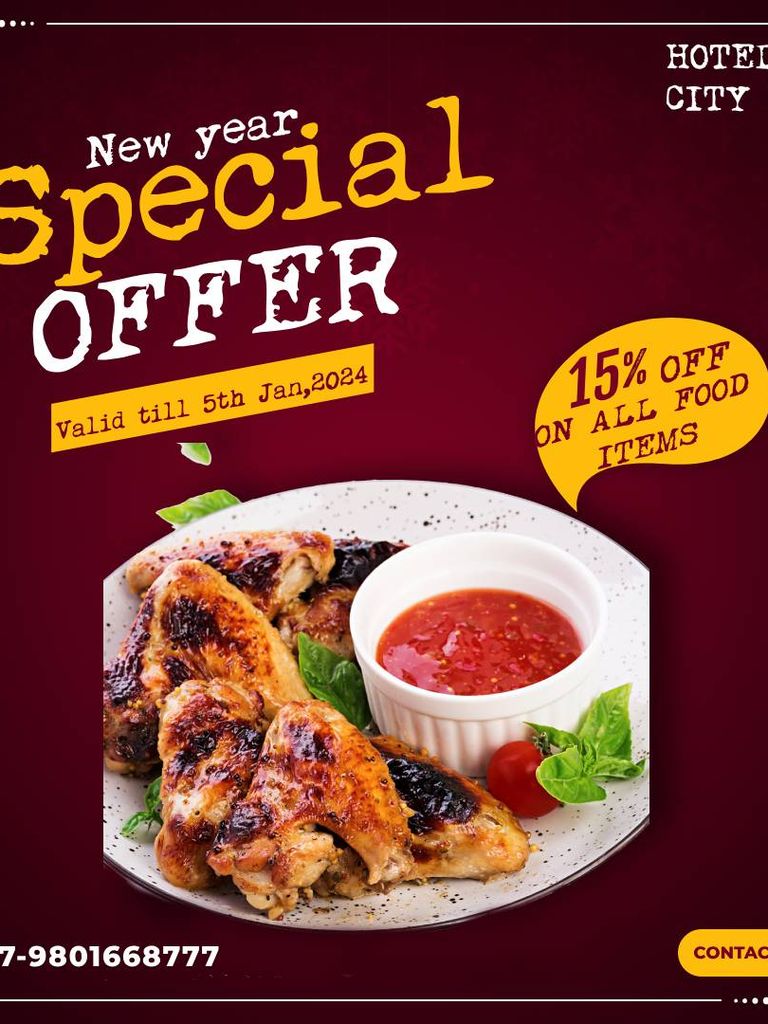 HOTEL
CITY
New year
Special
OFFER
Valid till 5th Jan,2024
15% OFF
ON ALL FOOD
ITEMS
7-9801668777
CONTAC